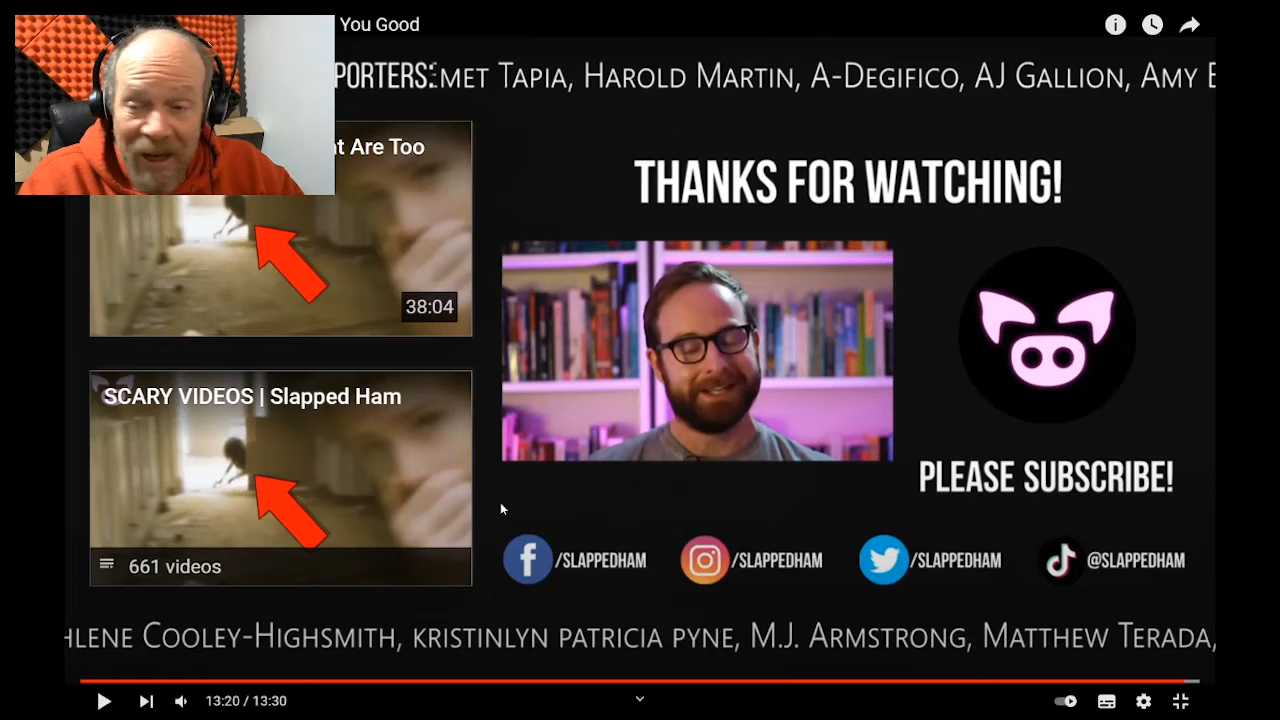 You Good
PORTERS: MET TAPIA, HAROLD MARTIN, A-DEGIFICO, AJ GALLION, AMY
Are Too
38:04
SCARY VIDEOS | Slapped Ham
661 videos
THANKS FOR WATCHING!
PLEASE SUBSCRIBE!
/SLAPPEDHAM
/SLAPPEDHAM
/SLAPPEDHAM
@SLAPPEDHAM
HLENE COOLEY-HIGHSMITH, KRISTINLYN PATRICIA PYNE, M.J. ARMSTRONG, MATTHEW TERADA,
13:20 / 13:30